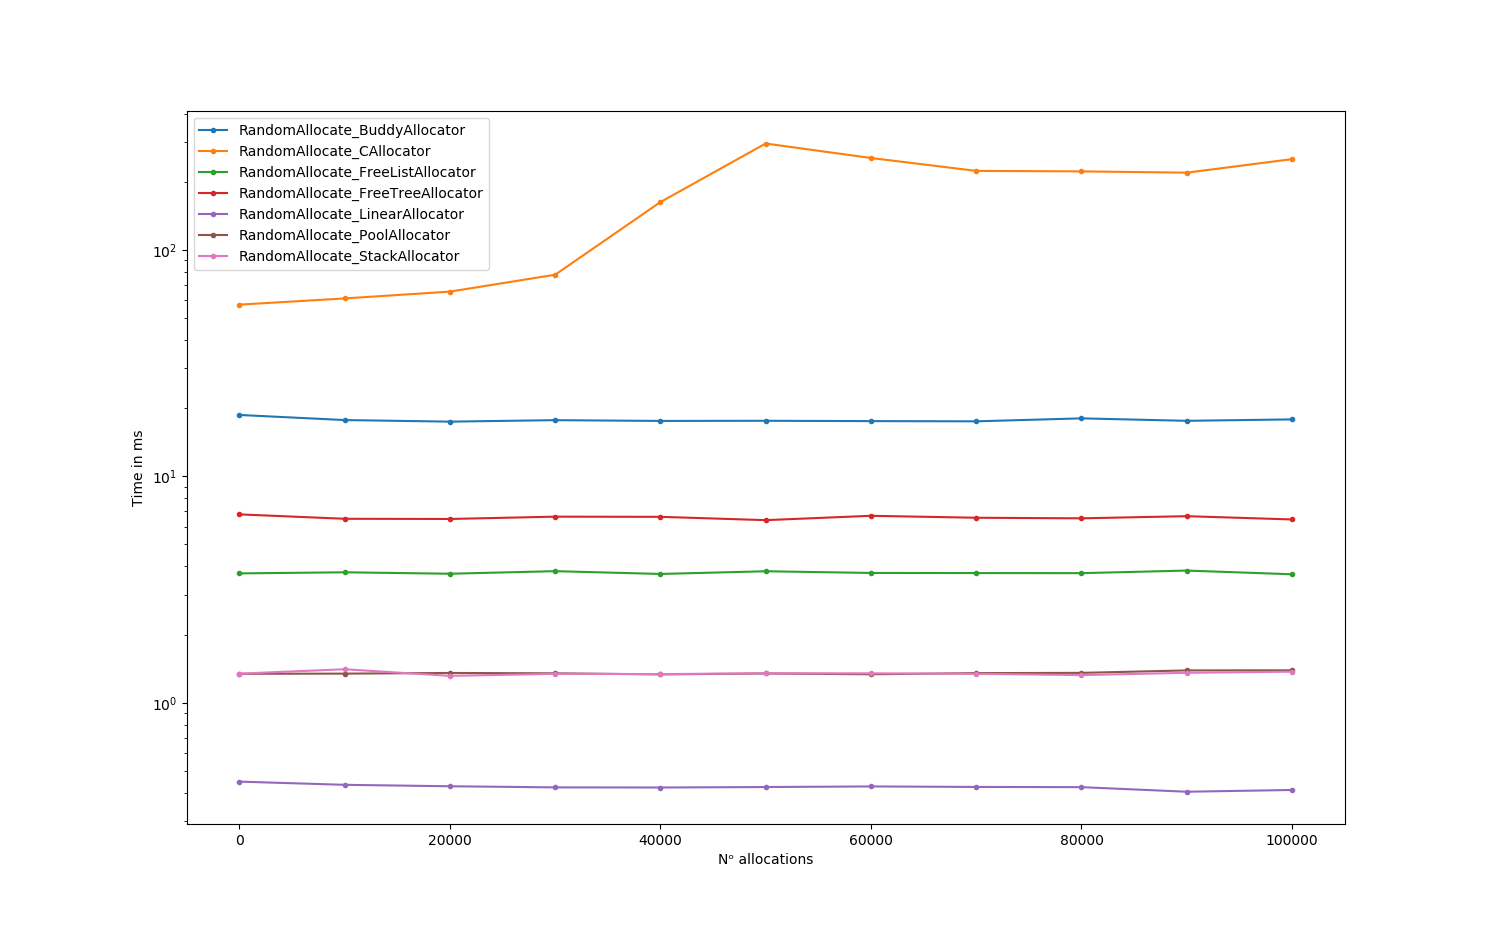 RandomAllocate_BuddyAllocator
RandomAllocate_CAllocator
RandomAllocate_FreeListAllocator
RandomAllocate_FreeTreeAllocator
RandomAllocate_LinearAllocator
RandomAllocate_PoolAllocator
RandomAllocate_StackAllocator
10²
10¹
10⁰
Time in ms
0 20000 40000 60000 80000 100000
Nᵒ allocations